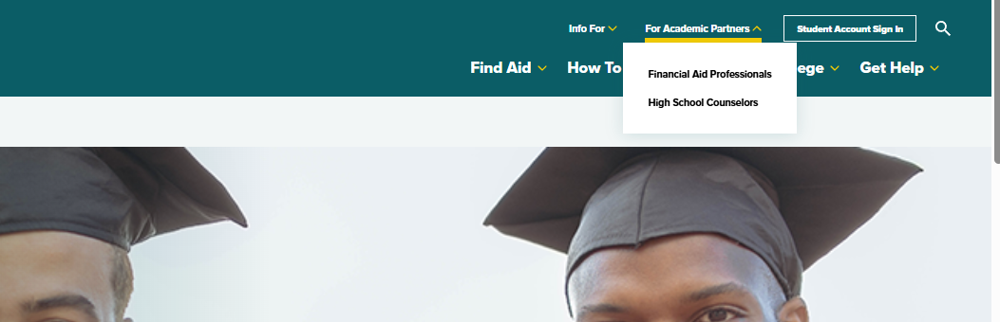 Info For
For Academic Partners
Student Account Sign In
Find Aid
How To
Get Help
Financial Aid Professionals
High School Counselors